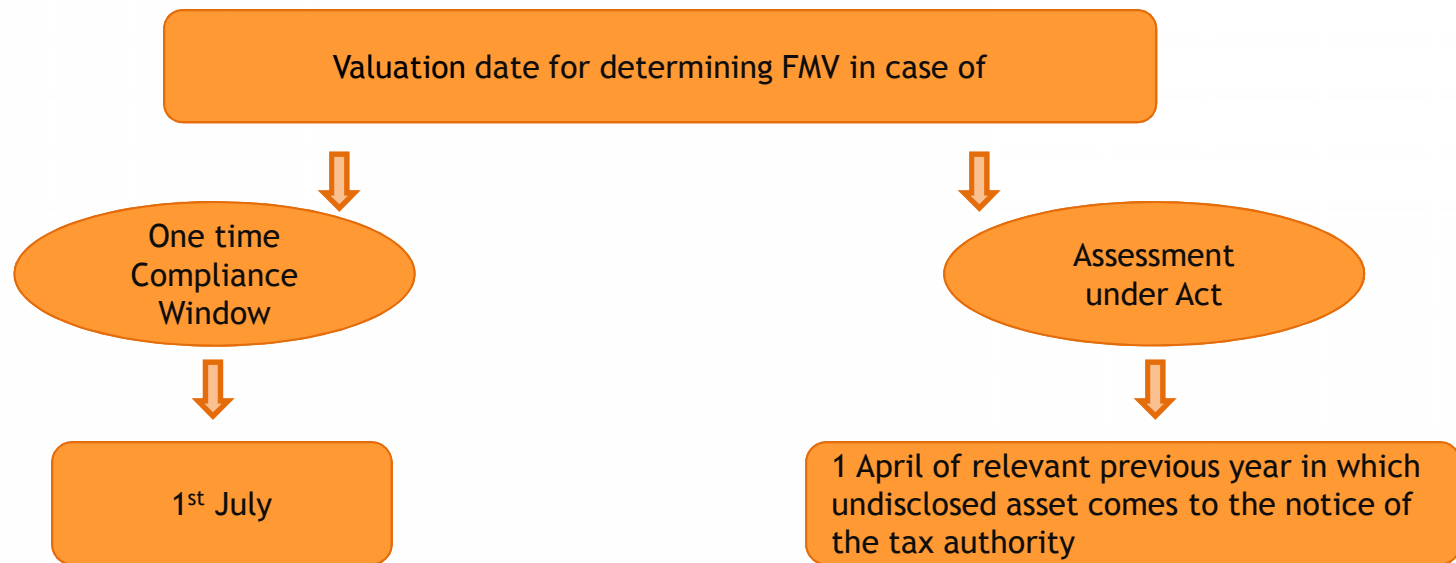 Valuation date for determining FMV in case of
One time
Compliance
Window
Assessment
under Act
1st July
1 April of relevant previous year in which
undisclosed asset comes to the notice of
the tax authority